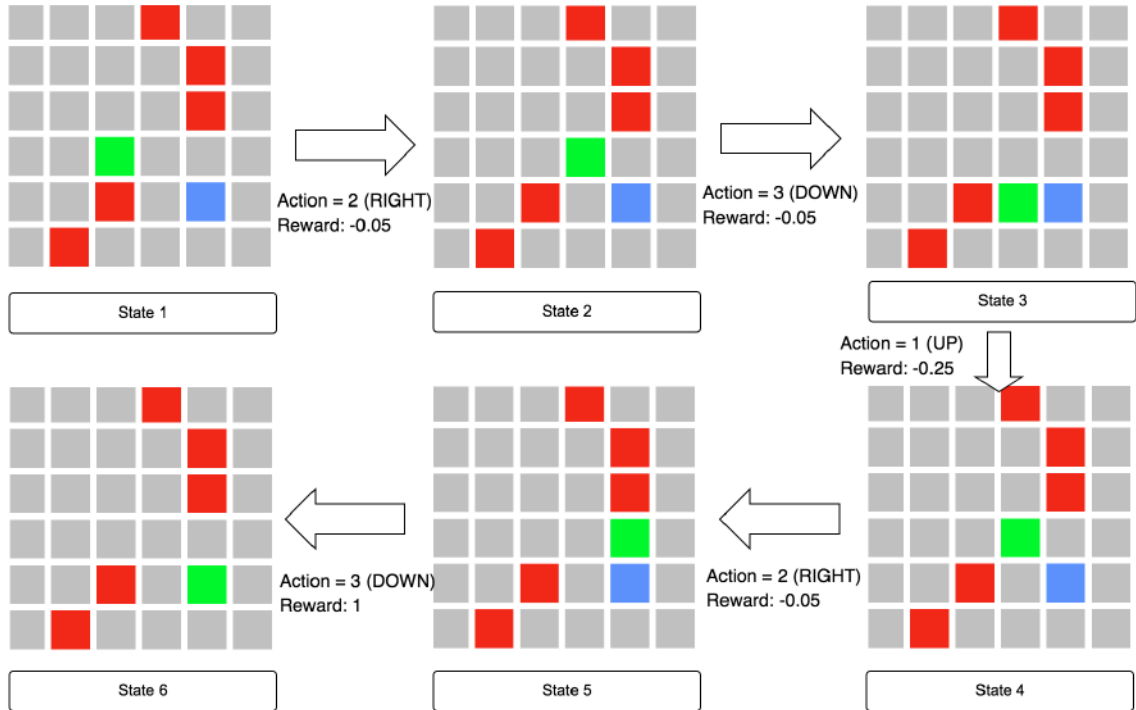 Action = 2 (RIGHT)
Reward: -0.05
Action = 3 (DOWN)
Reward: -0.05
State 1
State 2
State 3
Action = 1 (UP)
Reward: -0.25
Action = 3 (DOWN)
Reward: 1
Action = 2 (RIGHT)
Reward: -0.05
State 6
State 5
State 4